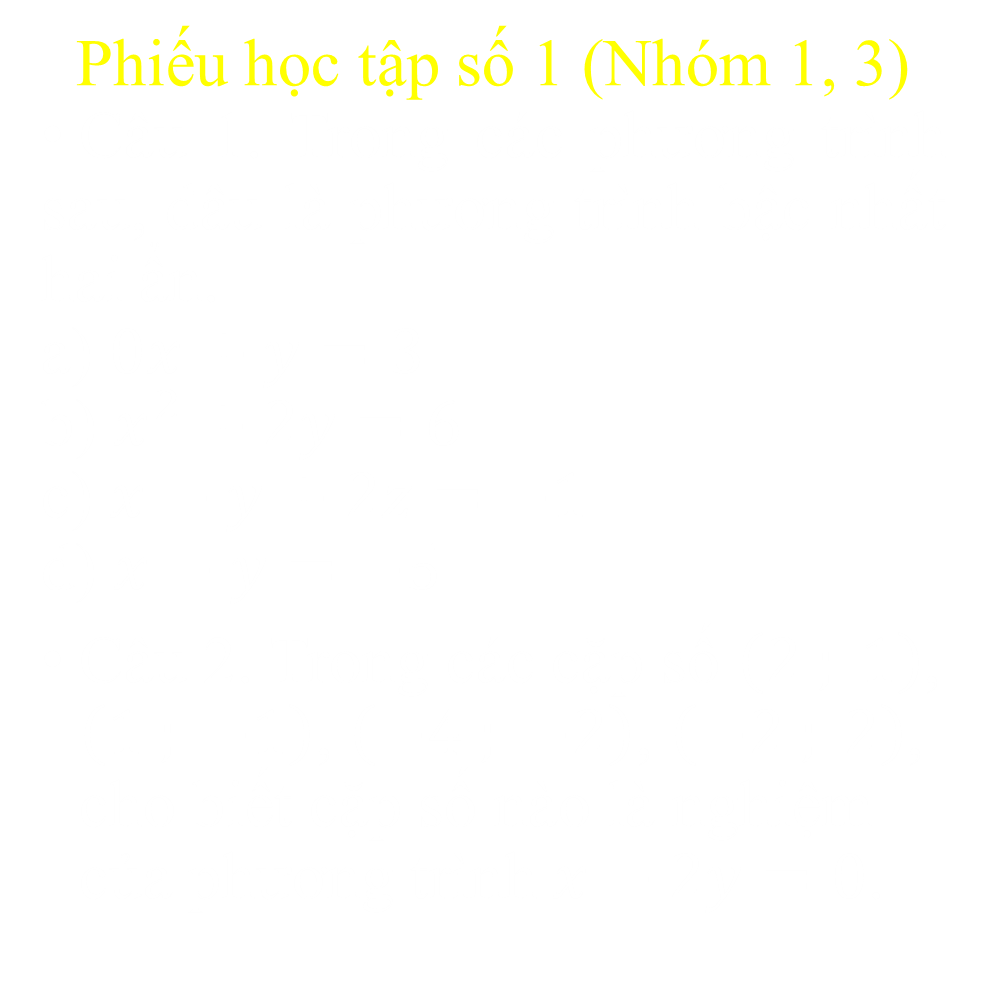 Phiếu học tập số 1 (Nhóm 1, 3)